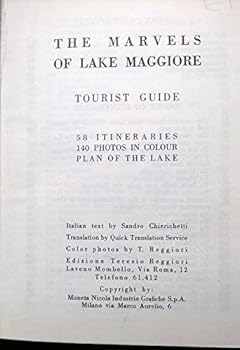 THE MARVELS
OF LAKE MAGGIORE
TOURIST GUIDE
58 ITINERARIES
140 PHOTOS IN COLOUR
PLAN OF THE LAKE
Italian text by Sandro Chierichetti
Translation by Quick Translation Service
Color photos by T. Reggiori
Edizione Teresio Reggiori
Laveno Mombello, Via Roma, 12
Telefono 61.412
Copyright by:
Moneta Nicola Industrie Grafiche S.p.A.
Milano via Marco Aurelio, 6